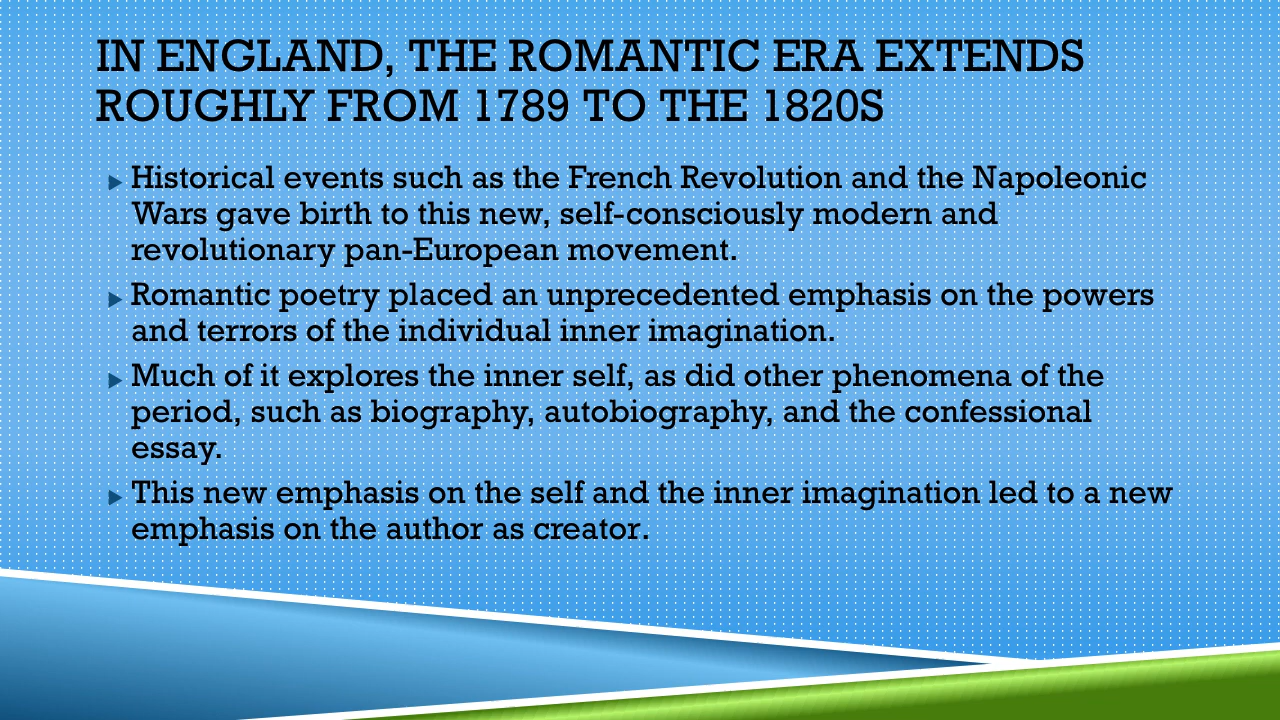 IN ENGLAND, THE ROMANTIC ERA EXTENDS
ROUGHLY FROM 1789 TO THE 1820S
Historical events such as the French Revolution and the Napoleonic
Wars gave birth to this new, self-consciously modern and
revolutionary pan-European movement.
Romantic poetry placed an unprecedented emphasis on the powers
and terrors of the individual inner imagination.
Much of it explores the inner self, as did other phenomena of the
period, such as biography, autobiography, and the confessional
essay.
This new emphasis on the self and the inner imagination led to a new
emphasis on the author as creator.